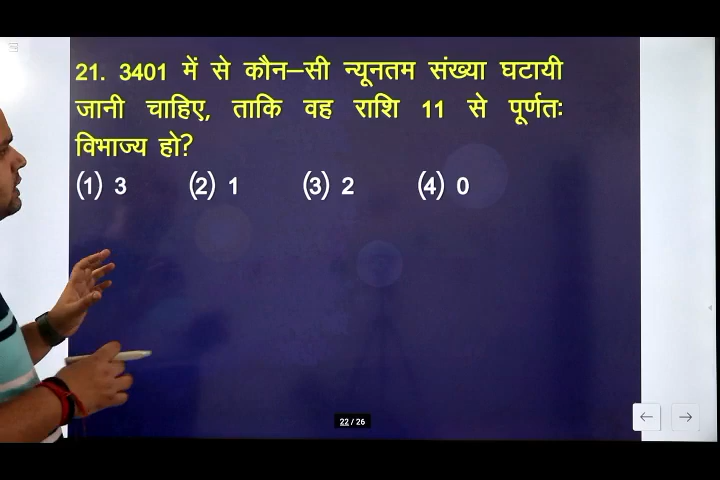 21. 3401 में से कौन–सी न्यूनतम संख्या घटायी
जानी चाहिए, ताकि वह राशि 11 से पूर्णतः
विभाज्य हो?
(1) 3 (2) 1 (3) 2 (4) 0
22 / 26